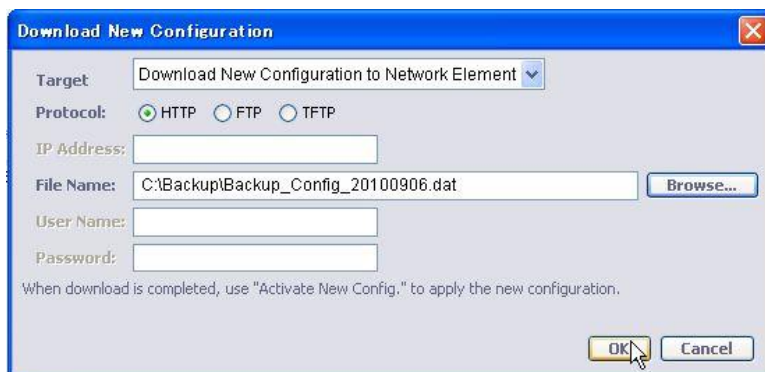 Download New Configuration
Target Download New Configuration to Network Element
Protocol: HTTP FTP TFTP
IP Address:
File Name: C:\Backup\Backup_Config_20100906.dat Browse...
User Name:
Password:
When download is completed, use "Activate New Config." to apply the new configuration.
OK Cancel